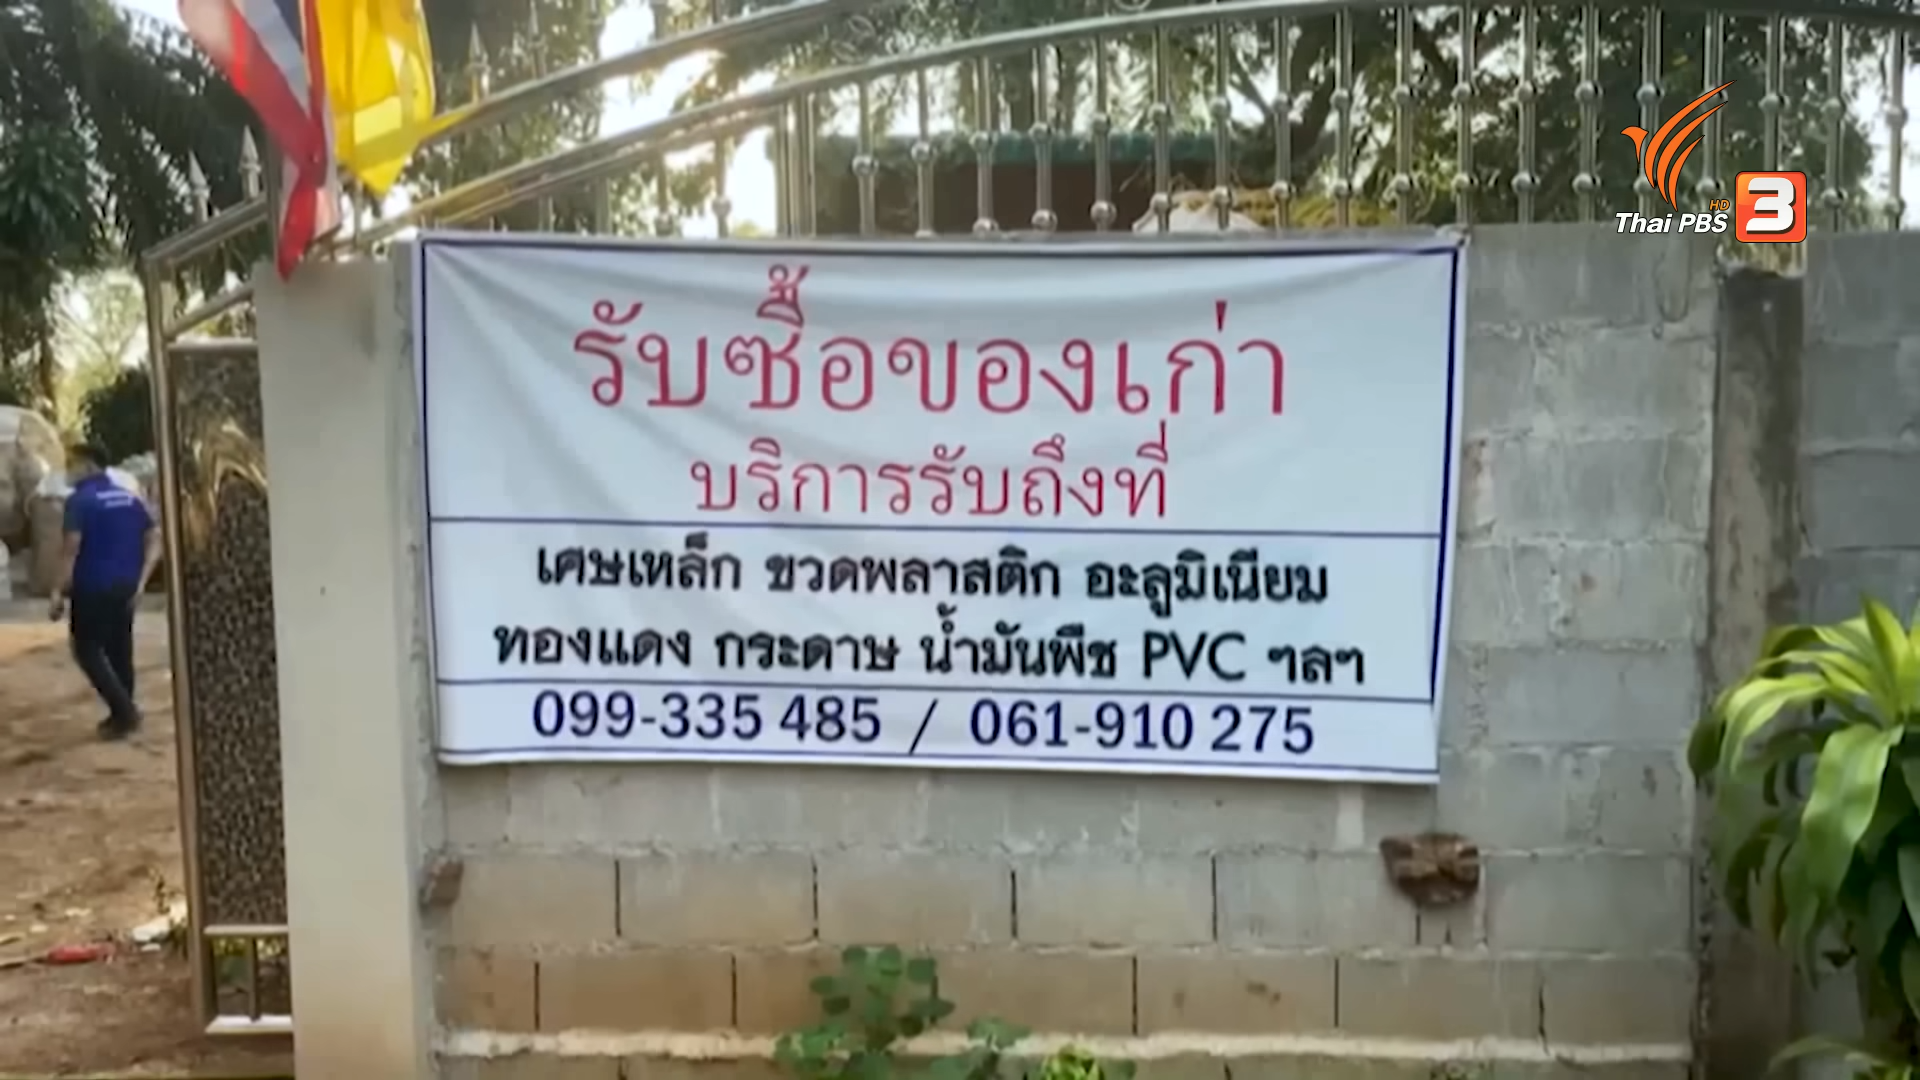 รับซื้อของเก่า
บริการรับถึงที่
เศษเหล็ก ขวดพลาสติก อะลูมิเนียม
ทองแดง กระดาษ น้ำมันพืช PVC ฯลฯ
099-335 485 / 061-910 275
HD
Thai PBS 3